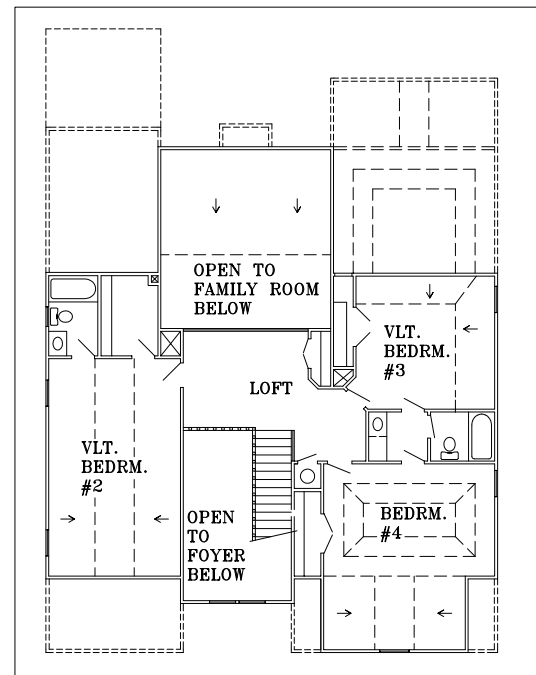 OPEN TO
FAMILY ROOM
BELOW
VLT.
BEDRM.
#3
LOFT
VLT.
BEDRM.
#2
OPEN
TO
FOYER
BELOW
BEDRM.
#4